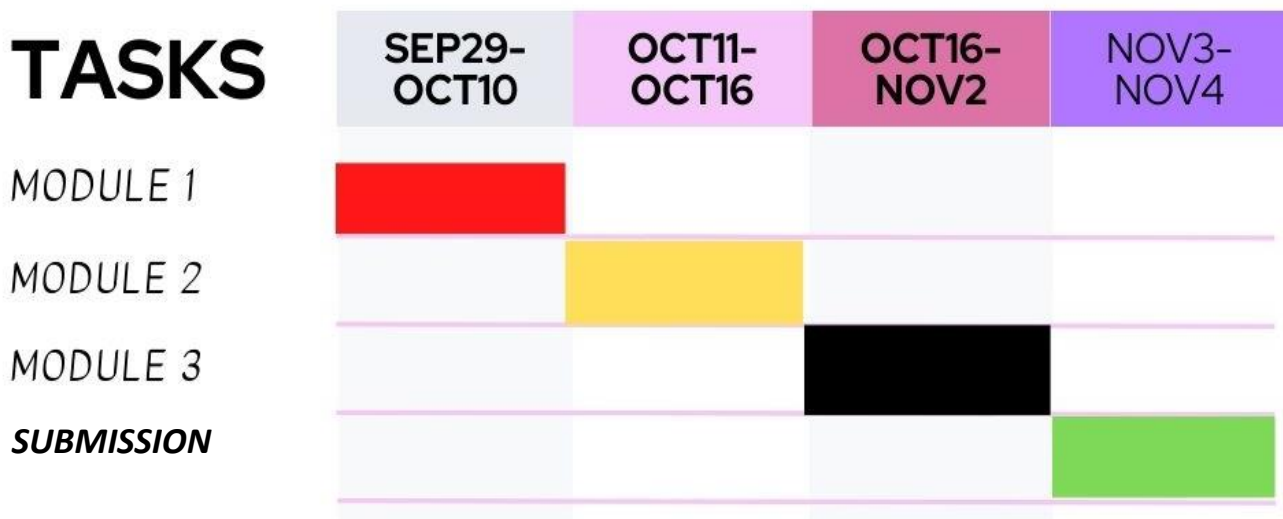 TASKS
SEP29-
OCT10
OCT11-
OCT16
OCT16-
NOV2
NOV3-
NOV4
MODULE 1
MODULE 2
MODULE 3
SUBMISSION